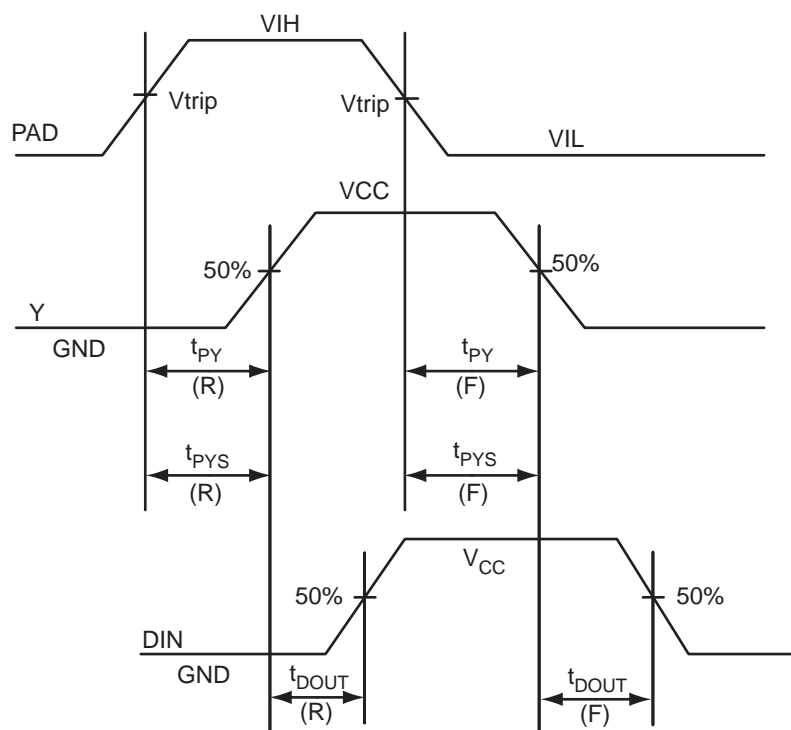 VIH
Vtrip
Vtrip
PAD
VIL
VCC
50%
50%
Y
GND
tPY
(R)
tPY
(F)
tPYS
(R)
tPYS
(F)
VCC
50%
50%
DIN
GND
tDOUT
(R)
tDOUT
(F)